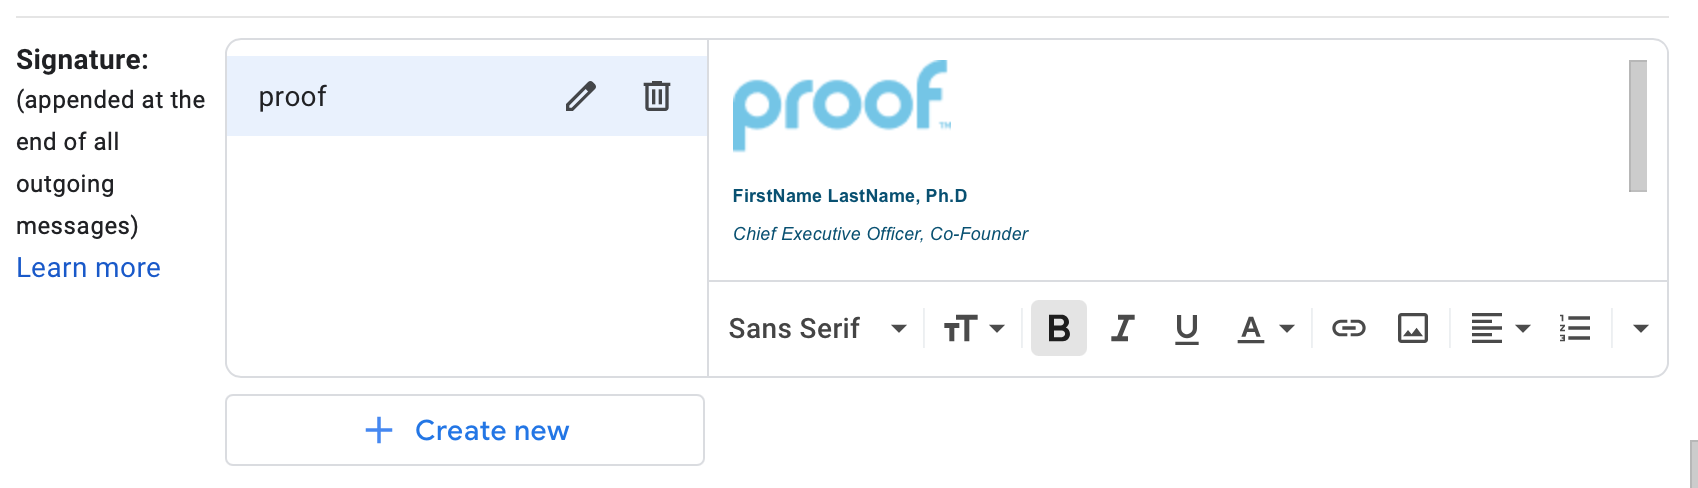 Signature:
(appended at the
end of all
outgoing
messages)
Learn more
proof
proof™
FirstName LastName, Ph.D
Chief Executive Officer, Co-Founder
Sans Serif
Create new